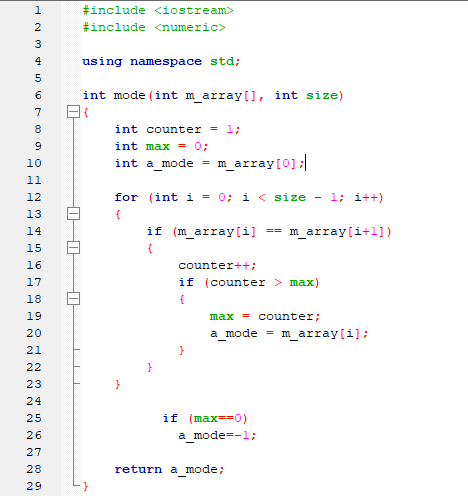 1 #include <iostream>
2 #include <numeric>
3
4 using namespace std;
5
6 int mode(int m_array[], int size)
7 {
8 int counter = 1;
9 int max = 0;
10 int a_mode = m_array[0];
11
12 for (int i = 0; i < size - 1; i++)
13 {
14 if (m_array[i] == m_array[i+1])
15 {
16 counter++;
17 if (counter > max)
18 {
19 max = counter;
20 a_mode = m_array[i];
21 }
22 }
23 }
24
25 if (max==0)
26 a_mode=-1;
27
28 return a_mode;
29 }